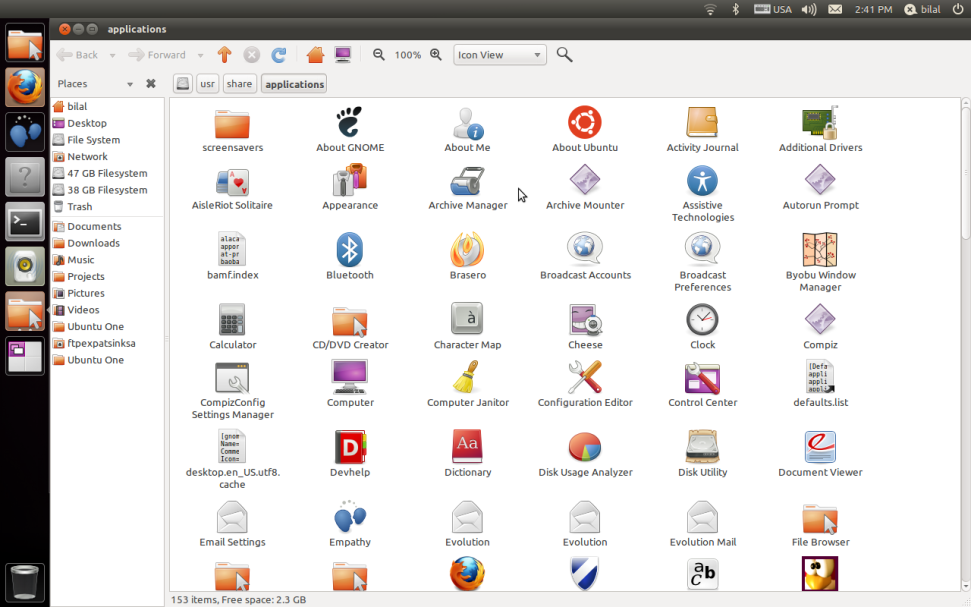 USA 2:41 PM bilal
applications
Back Forward 100% Icon View
Places usr share applications
bilal
Desktop
File System
Network
47 GB Filesystem
38 GB Filesystem
Trash
Documents
Downloads
Music
Projects
Pictures
Videos
Ubuntu One
ftpexpatsinksa
Ubuntu One
screensavers About GNOME About Me About Ubuntu Activity Journal Additional Drivers
AisleRiot Solitaire Appearance Archive Manager Archive Mounter Assistive Technologies Autorun Prompt
alaca
appor
at-pr
baoba
bamf.index Bluetooth Brasero Broadcast Accounts Broadcast Preferences Byobu Window Manager
à
Calculator CD/DVD Creator Character Map Cheese Clock Compiz
[Defa
appli
appli
appli
CompizConfig Settings Manager Computer Computer Janitor Configuration Editor Control Center defaults.list
[gnom
Name=
Comme
Icon=
D
Aa
desktop.en_US.utf8.cache Devhelp Dictionary Disk Usage Analyzer Disk Utility Document Viewer
Email Settings Empathy Evolution Evolution Evolution Mail File Browser
a b c
153 items, Free space: 2.3 GB